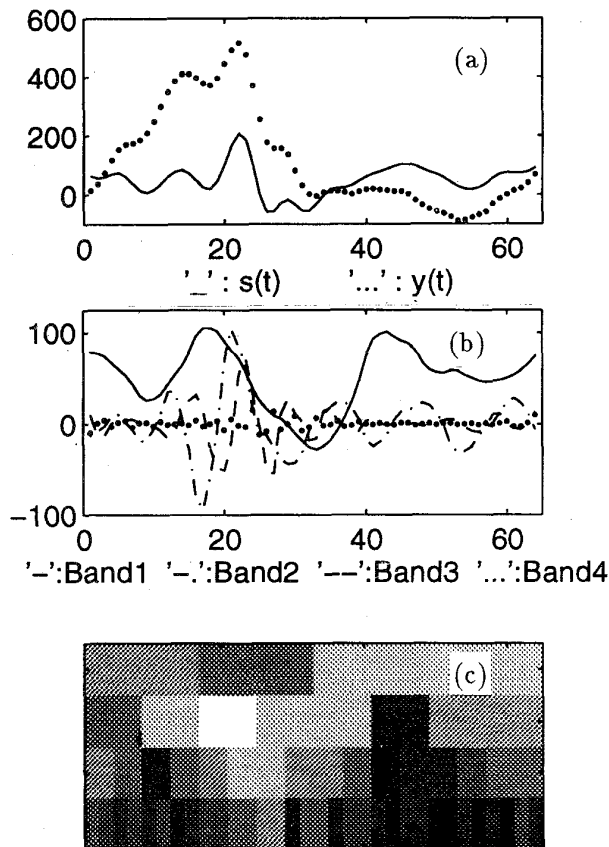 600
400
200
0
(a)
0 20 40 60
'_' : s(t) '...' : y(t)
100
0
−100
(b)
0 20 40 60
'−':Band1 '−.':Band2 '−−':Band3 '...':Band4
(c)